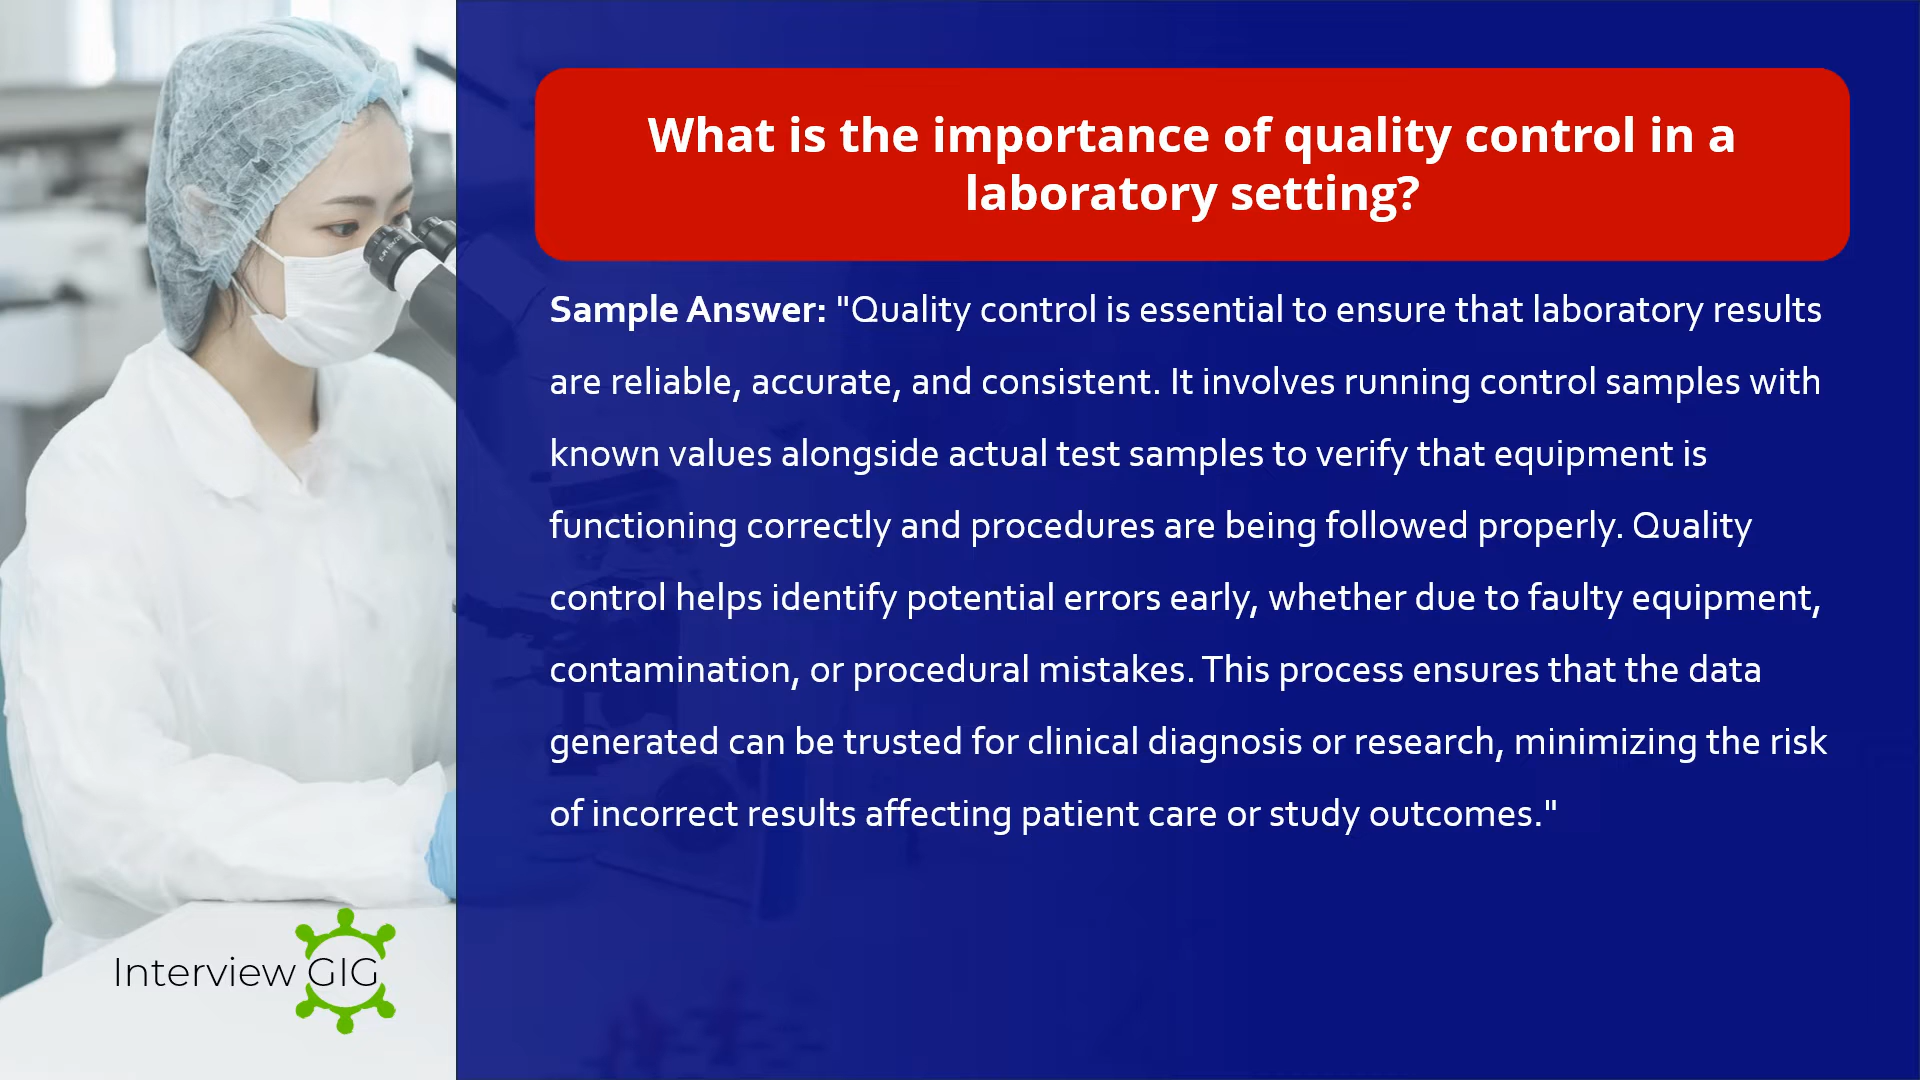 What is the importance of quality control in a
laboratory setting?
Sample Answer: "Quality control is essential to ensure that laboratory results
are reliable, accurate, and consistent. It involves running control samples with
known values alongside actual test samples to verify that equipment is
functioning correctly and procedures are being followed properly. Quality
control helps identify potential errors early, whether due to faulty equipment,
contamination, or procedural mistakes. This process ensures that the data
generated can be trusted for clinical diagnosis or research, minimizing the risk
of incorrect results affecting patient care or study outcomes."
Interview GIG